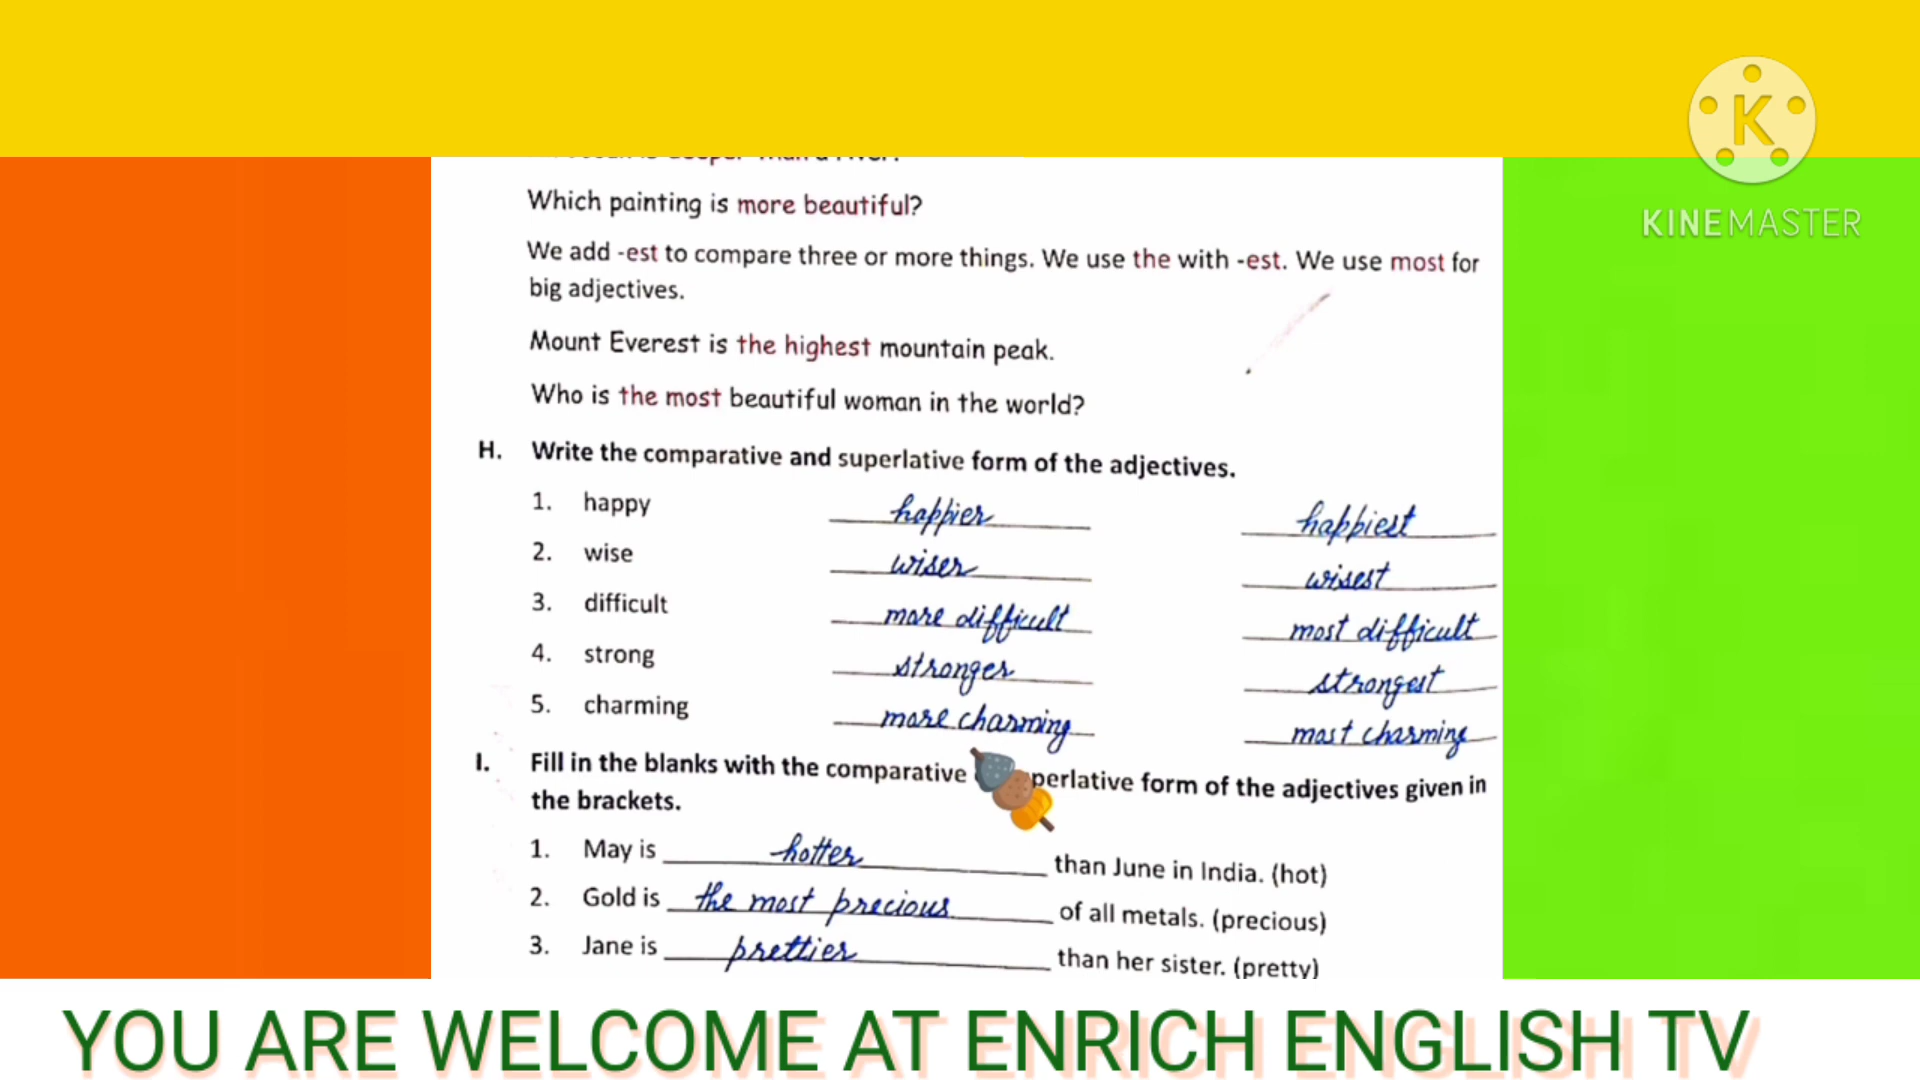 deeper than a river.
Which painting is more beautiful?
We add -est to compare three or more things. We use the with -est. We use most for
big adjectives.
Mount Everest is the highest mountain peak.
Who is the most beautiful woman in the world?
H. Write the comparative and superlative form of the adjectives.
1. happy happier happiest
2. wise wiser wisest
3. difficult more difficult most difficult
4. strong stronger strongest
5. charming more charming most charming
I. Fill in the blanks with the comparative perlative form of the adjectives given in
the brackets.
1. May is hotter than June in India. (hot)
2. Gold is the most precious of all metals. (precious)
3. Jane is prettier than her sister. (pretty)
YOU ARE WELCOME AT ENRICH ENGLISH TV
K
KINEMASTER